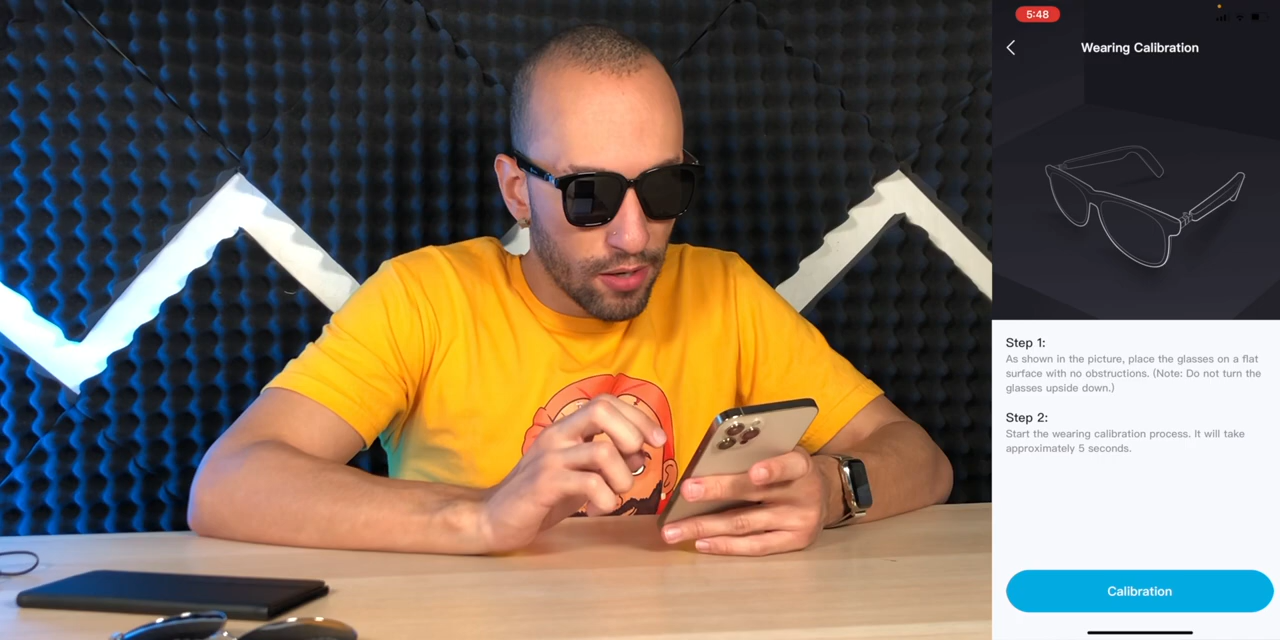 5:48
Wearing Calibration
Step 1:
As shown in the picture, place the glasses on a flat
surface with no obstructions. (Note: Do not turn the
glasses upside down.)
Step 2:
Start the wearing calibration process. It will take
approximately 5 seconds.
Calibration